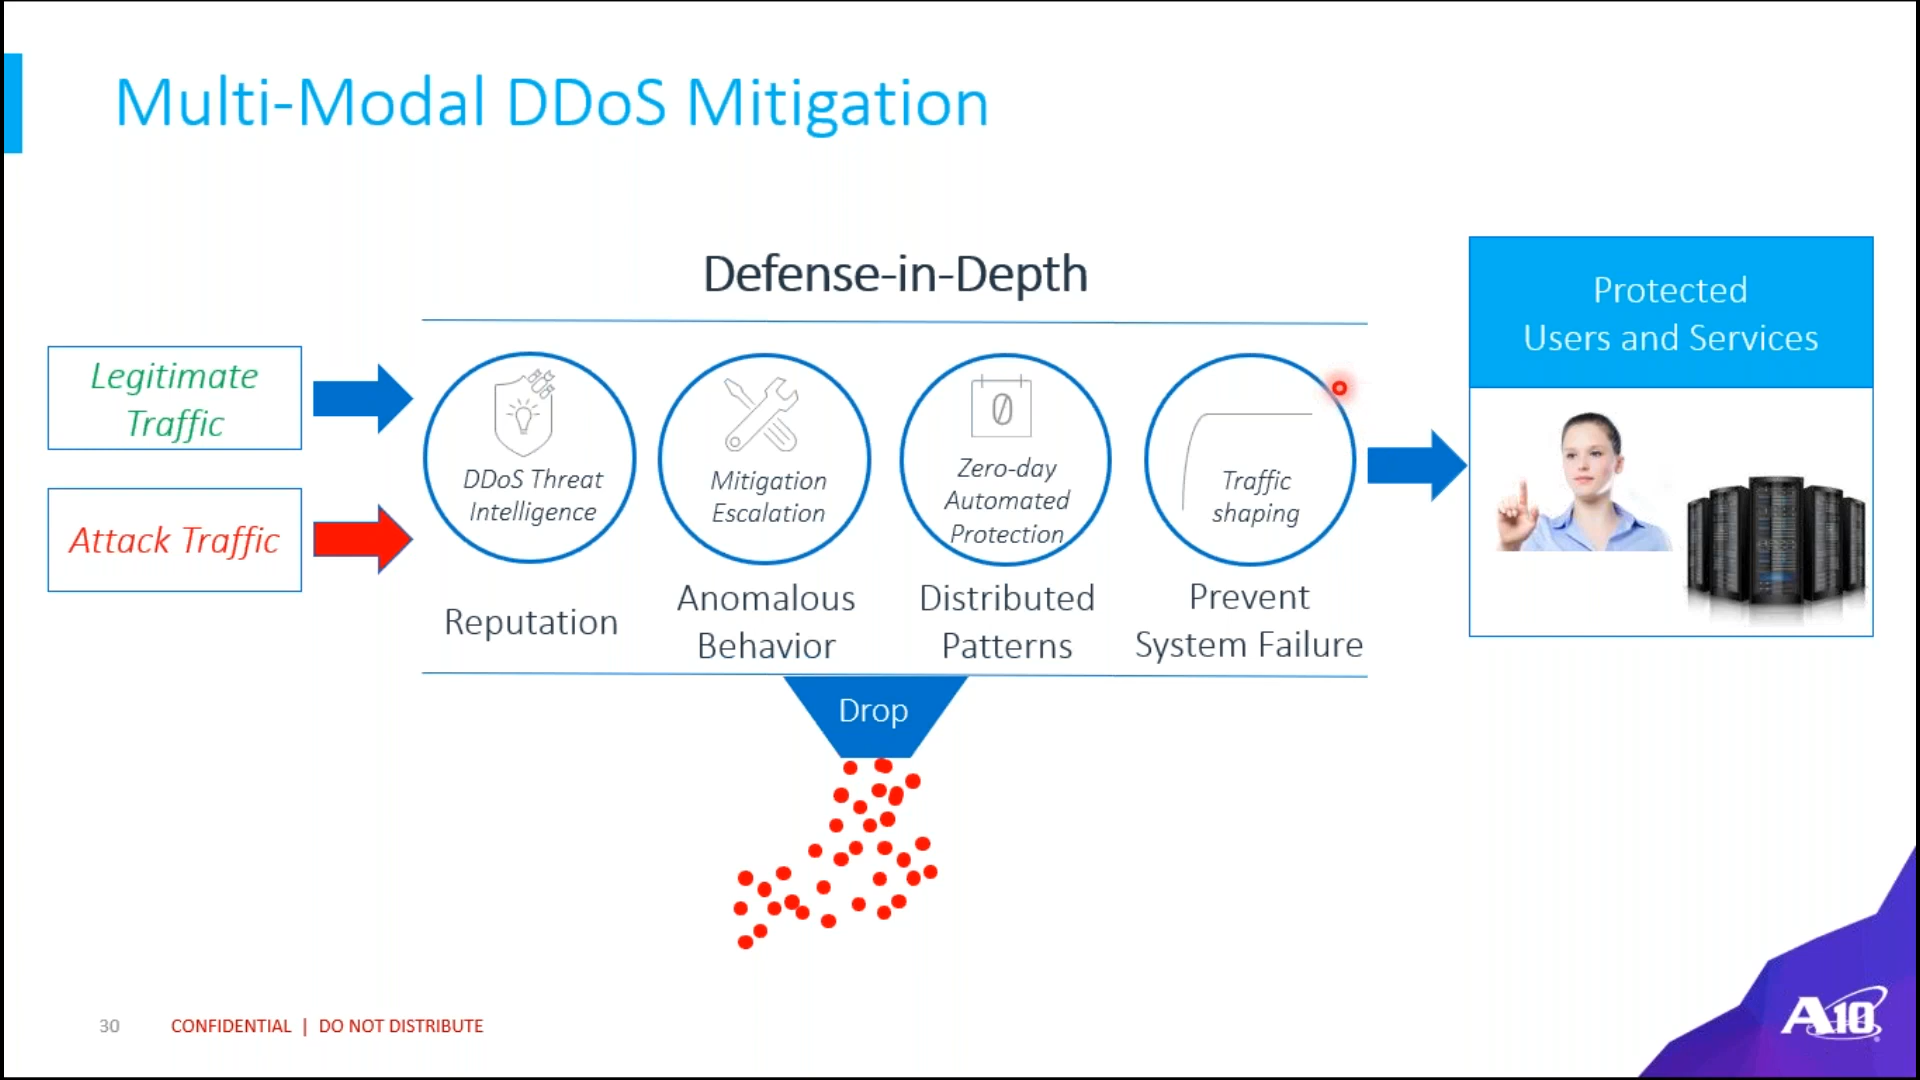 Multi-Modal DDoS Mitigation
Defense-in-Depth
Legitimate
Traffic
Attack Traffic
DDoS Threat
Intelligence
Reputation
Mitigation
Escalation
Anomalous
Behavior
0
Zero-day
Automated
Protection
Distributed
Patterns
Traffic
shaping
Prevent
System Failure
Drop
Protected
Users and Services
30
CONFIDENTIAL | DO NOT DISTRIBUTE
A10